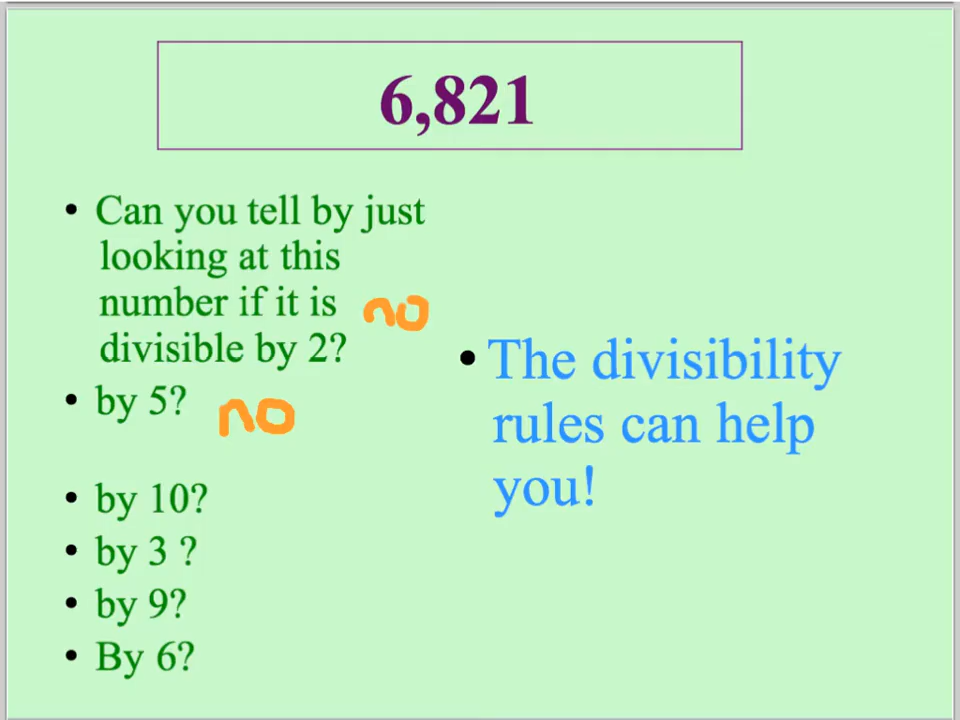 6,821
• Can you tell by just
looking at this
number if it is no
divisible by 2?
• by 5? no
• by 10?
• by 3 ?
• by 9?
• By 6?
• The divisibility
rules can help
you!